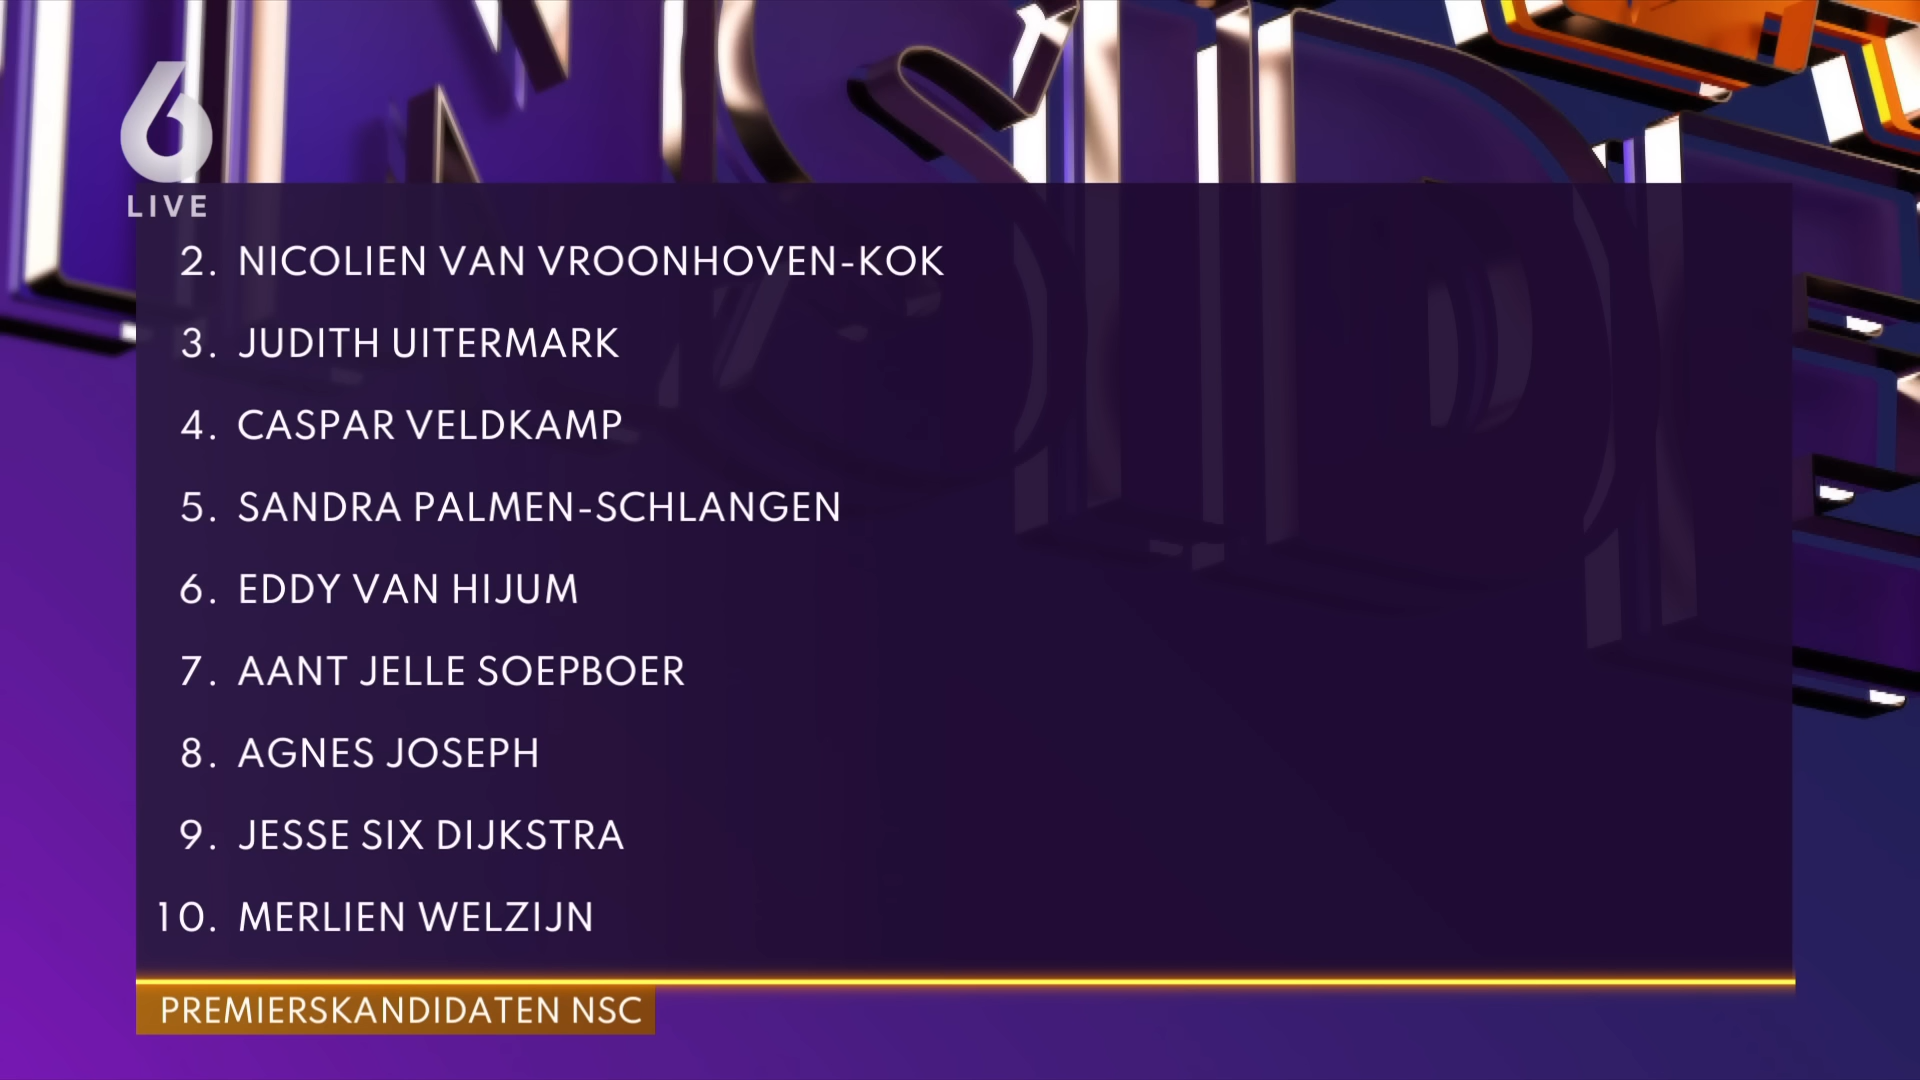 6
LIVE
2. NICOLIEN VAN VROONHOVEN-KOK
3. JUDITH UITERMARK
4. CASPAR VELDKAMP
5. SANDRA PALMEN-SCHLANGEN
6. EDDY VAN HIJUM
7. AANT JELLE SOEPBOER
8. AGNES JOSEPH
9. JESSE SIX DIJKSTRA
10. MERLIEN WELZIJN
PREMIERSKANDIDATEN NSC